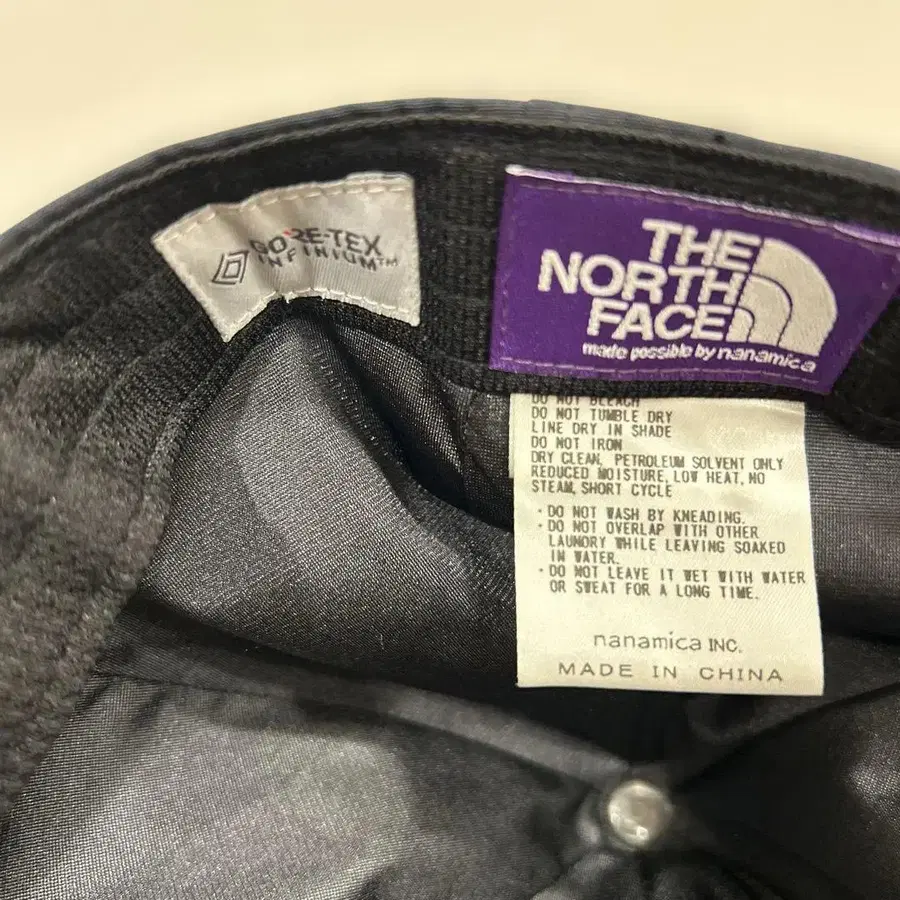 GORE-TEX
INFINIUM™
THE
NORTH
FACE
made possible by nanamica
DO NOT BLEACH
DO NOT TUMBLE DRY
LINE DRY IN SHADE
DO NOT IRON
DRY CLEAN, PETROLEUM SOLVENT ONLY
REDUCED MOISTURE, LOW HEAT, NO
STEAM, SHORT CYCLE
・DO NOT WASH BY KNEADING.
・DO NOT OVERLAP WITH OTHER
LAUNDRY WHILE LEAVING SOAKED
IN WATER.
・DO NOT LEAVE IT WET WITH WATER
OR SWEAT FOR A LONG TIME.
nanamica INC.
MADE IN CHINA